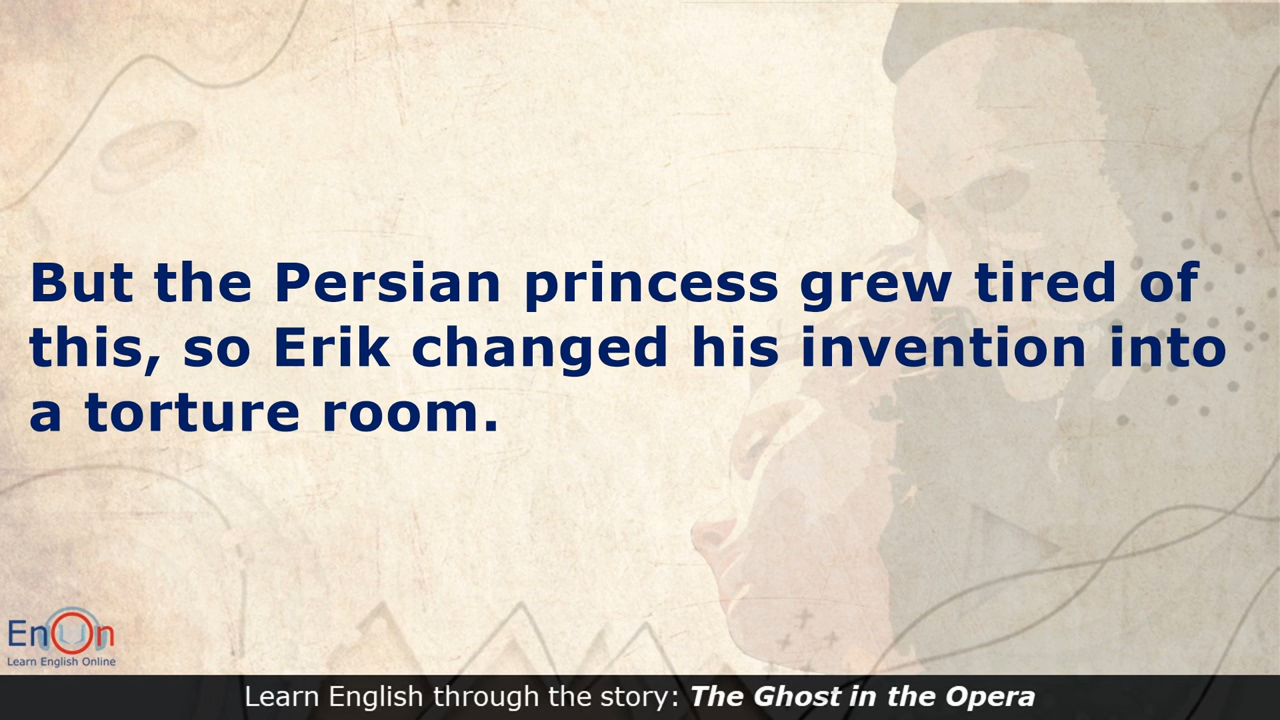 But the Persian princess grew tired of
this, so Erik changed his invention into
a torture room.
EnOn
Learn English Online
Learn English through the story: The Ghost in the Opera